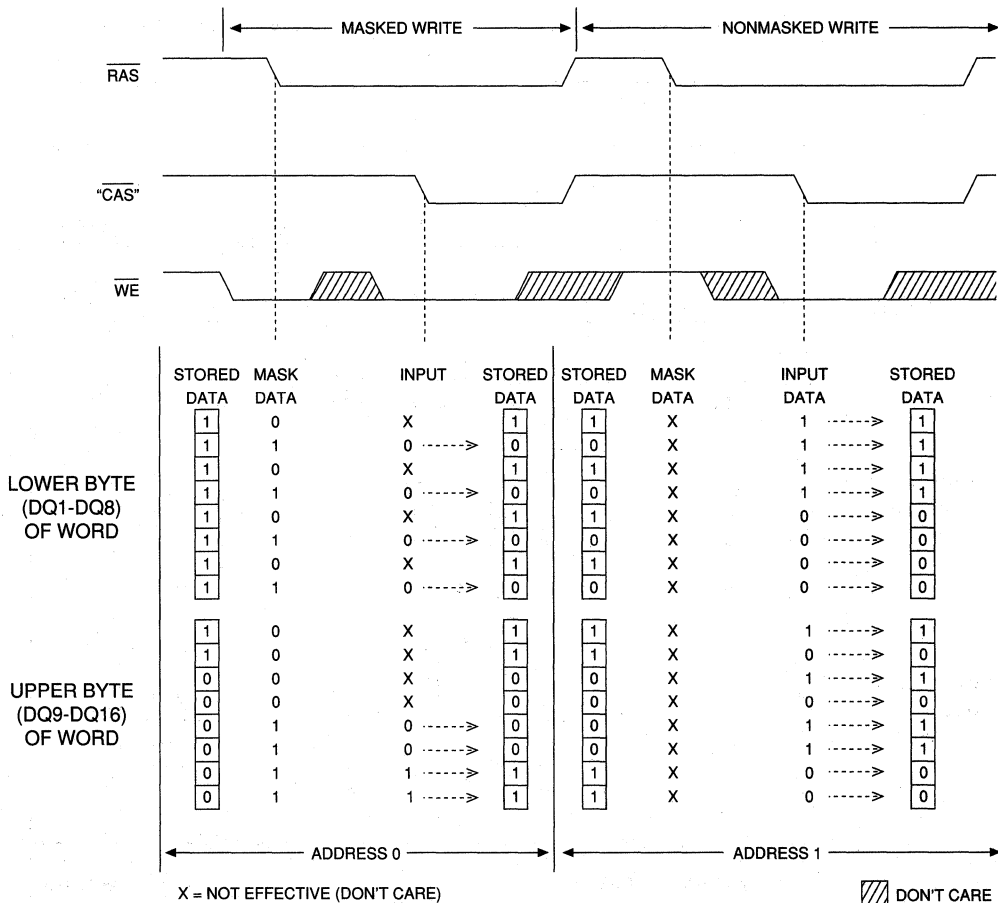 MASKED WRITE NONMASKED WRITE
RAS
"CAS"
WE
STORED MASK INPUT STORED STORED MASK INPUT STORED
DATA DATA DATA DATA DATA DATA DATA
1 0 X 1 1 X 1 1
1 1 0 0 0 X 1 1
1 0 X 1 1 X 1 1
1 1 0 0 0 X 1 1
1 0 X 1 1 X 0 0
1 1 0 0 0 X 0 0
1 0 X 1 1 X 0 0
1 1 0 0 0 X 0 0
LOWER BYTE
(DQ1-DQ8)
OF WORD
1 0 X 1 1 X 1 1
1 0 X 1 1 X 0 0
0 0 X 0 0 X 1 1
0 0 X 0 0 X 0 0
0 1 0 0 0 X 1 1
0 1 0 0 0 X 1 1
0 1 1 1 1 X 0 0
0 1 1 1 1 X 0 0
UPPER BYTE
(DQ9-DQ16)
OF WORD
ADDRESS 0 ADDRESS 1
X = NOT EFFECTIVE (DON'T CARE) DON'T CARE